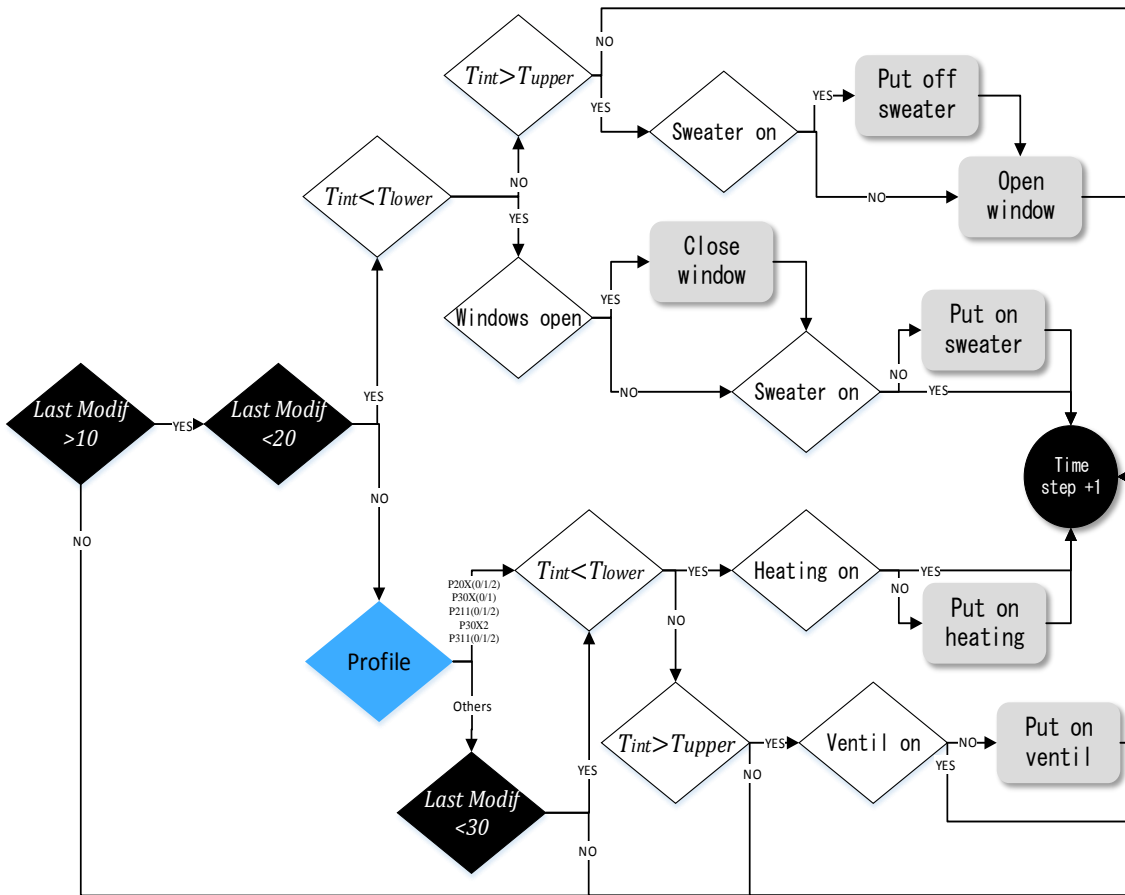 NO
Tint>Tupper
YES
Sweater on
YES
Put off
sweater
NO
Open
window
Tint<Tlower
NO
YES
Windows open
YES
Close
window
NO
Sweater on
NO
Put on
sweater
YES
Last Modif
>10
YES
Last Modif
<20
YES
NO
NO
Time
step +1
Profile
P20X(0/1/2)
P30X(0/1)
P211(0/1/2)
P30X2
P311(0/1/2)
Others
Tint<Tlower
YES
Heating on
YES
NO
Put on
heating
NO
Tint>Tupper
YES
Ventil on
NO
Put on
ventil
YES
NO
Last Modif
<30
YES
NO